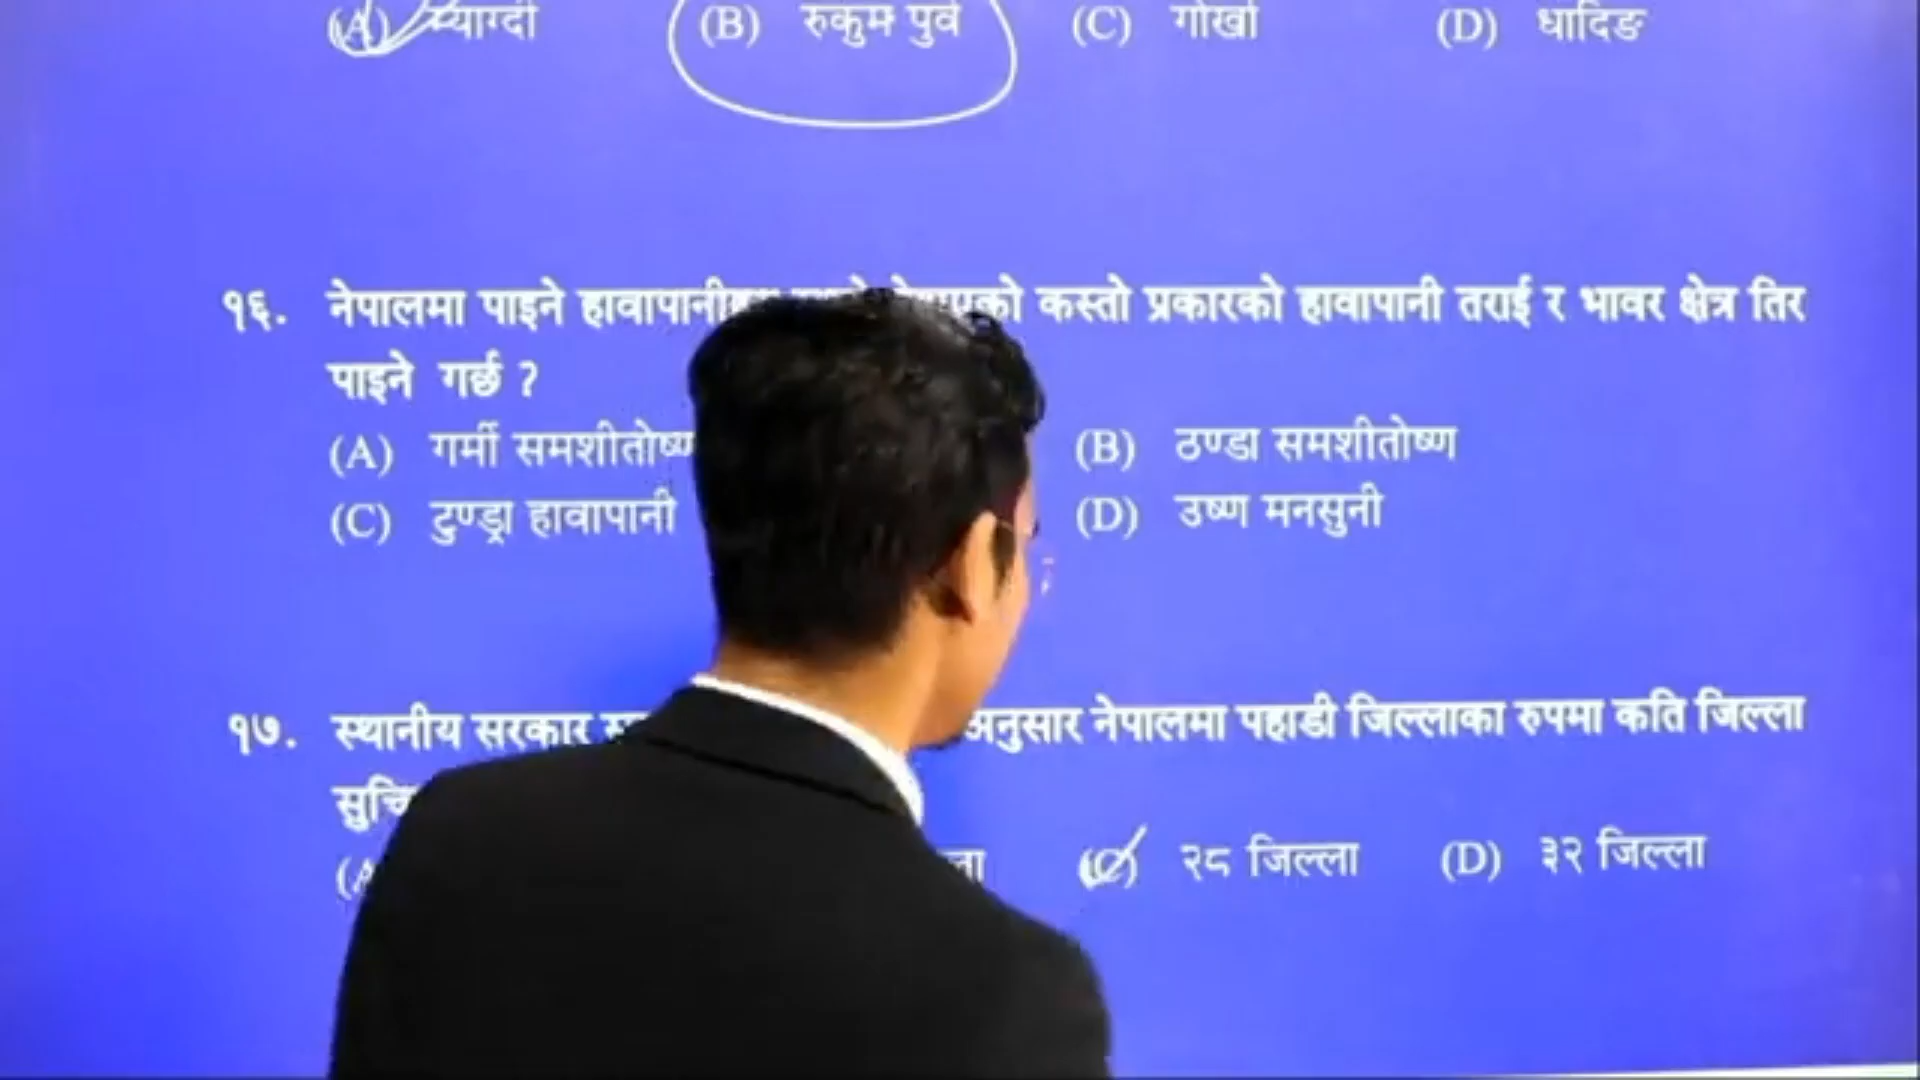 (A) म्याग्दी (B) रुकुम पुर्व (C) गोर्खा (D) धादिङ
१६. नेपालमा पाइने हावापानीहरु कस्तो प्रकारको हावापानी तराई र भावर क्षेत्र तिर
पाइने गर्छ ?
(A) गर्मी समशीतोष्ण (B) ठण्डा समशीतोष्ण
(C) टुण्ड्रा हावापानी (D) उष्ण मनसुनी
१७. स्थानीय सरकार अनुसार नेपालमा पहाडी जिल्लाका रुपमा कति जिल्ला
(C) २८ जिल्ला (D) ३२ जिल्ला